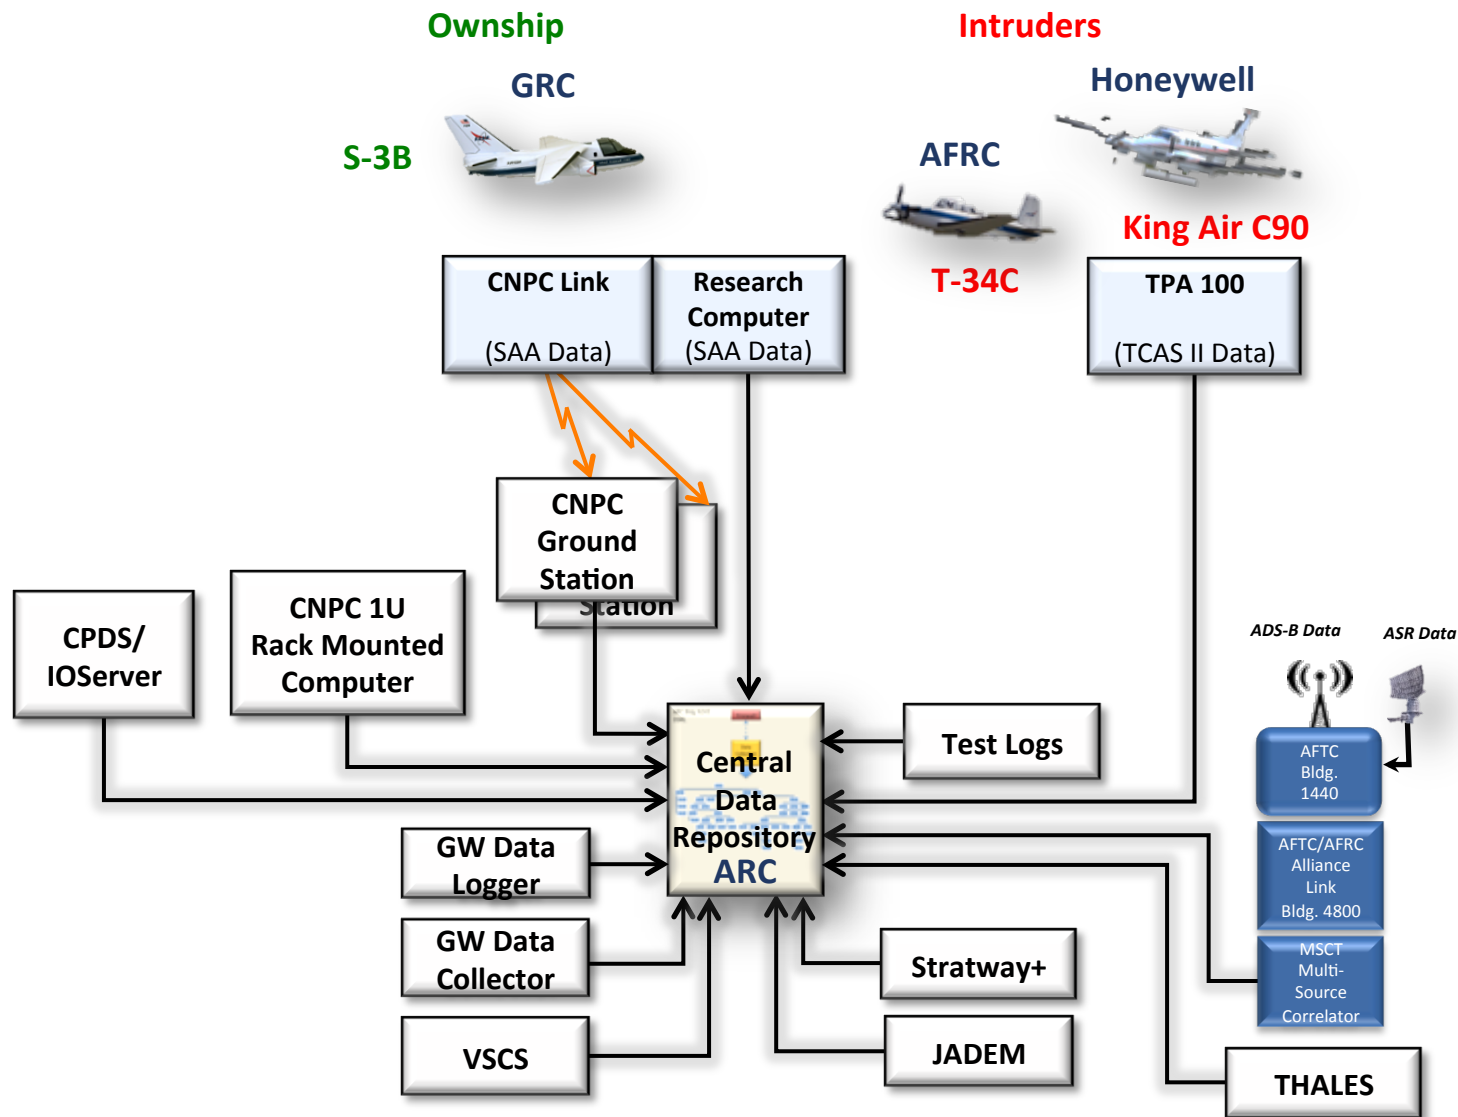 Ownship
Intruders
GRC
Honeywell
S-3B
AFRC
King Air C90
T-34C
CNPC Link
(SAA Data)
Research
Computer
(SAA Data)
TPA 100
(TCAS II Data)
CNPC
Ground
Station
Station
CNPC 1U
Rack Mounted
Computer
CPDS/
IOServer
ADS-B Data
ASR Data
Test Logs
AFTC
Bldg.
1440
Central
Data
Repository
ARC
AFTC/AFRC
Alliance
Link
Bldg. 4800
GW Data
Logger
GW Data
Collector
Stratway+
MSCT
Multi-
Source
Correlator
VSCS
JADEM
THALES